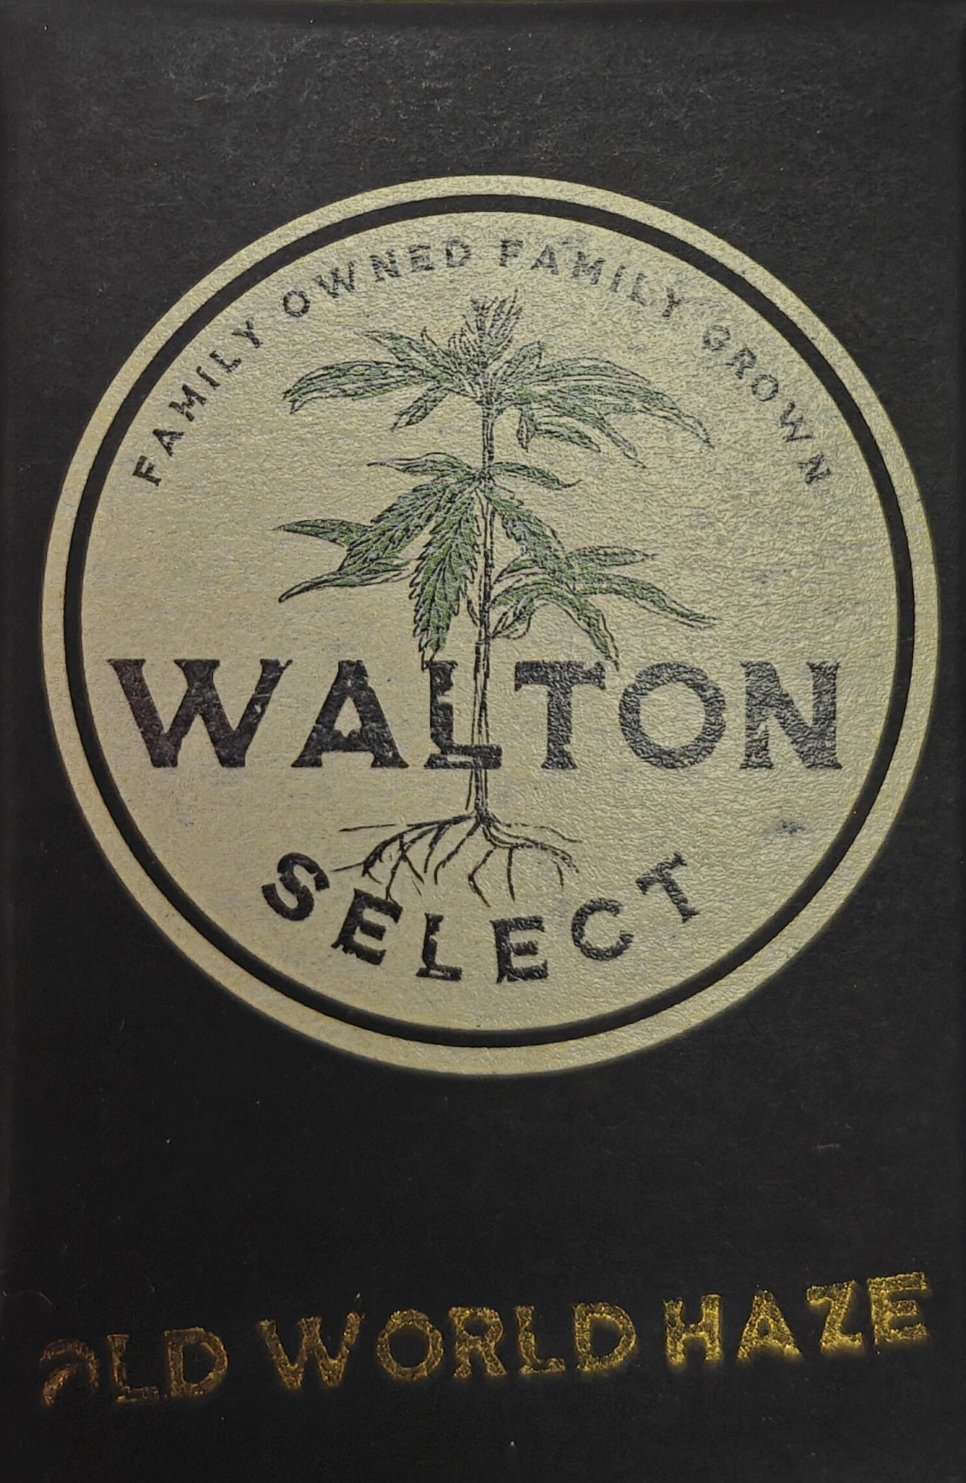 FAMILY OWNED FAMILY GROWN
WALTON
SELECT
OLD WORLD HAZE